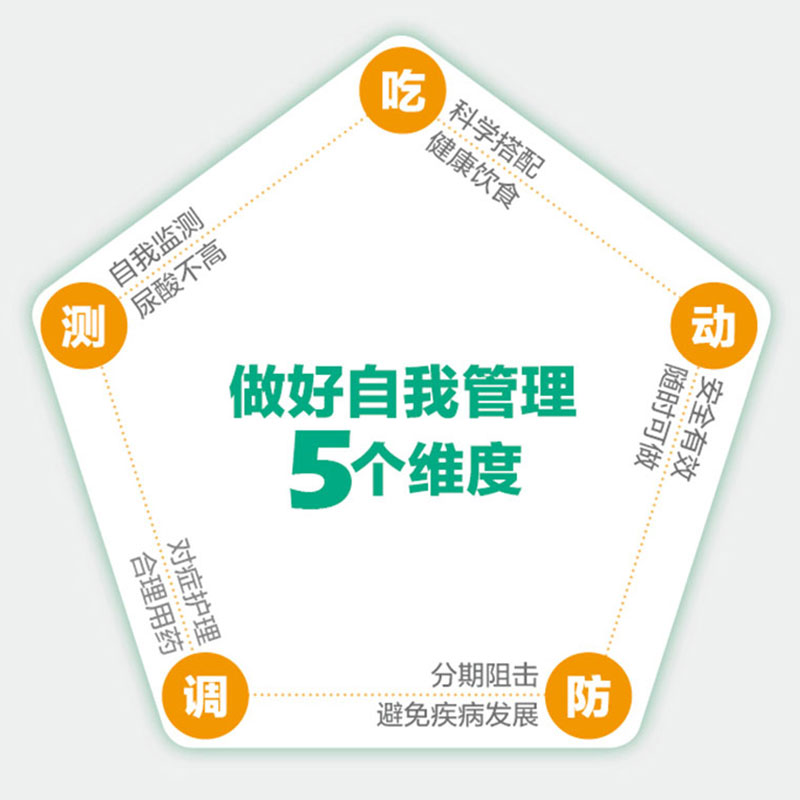 吃
科学搭配
健康饮食
自我监测
尿酸不高
测
动
安全有效
随时可做
做好自我管理
5个维度
对症护理
合理用药
调
分期阻击
避免疾病发展
防